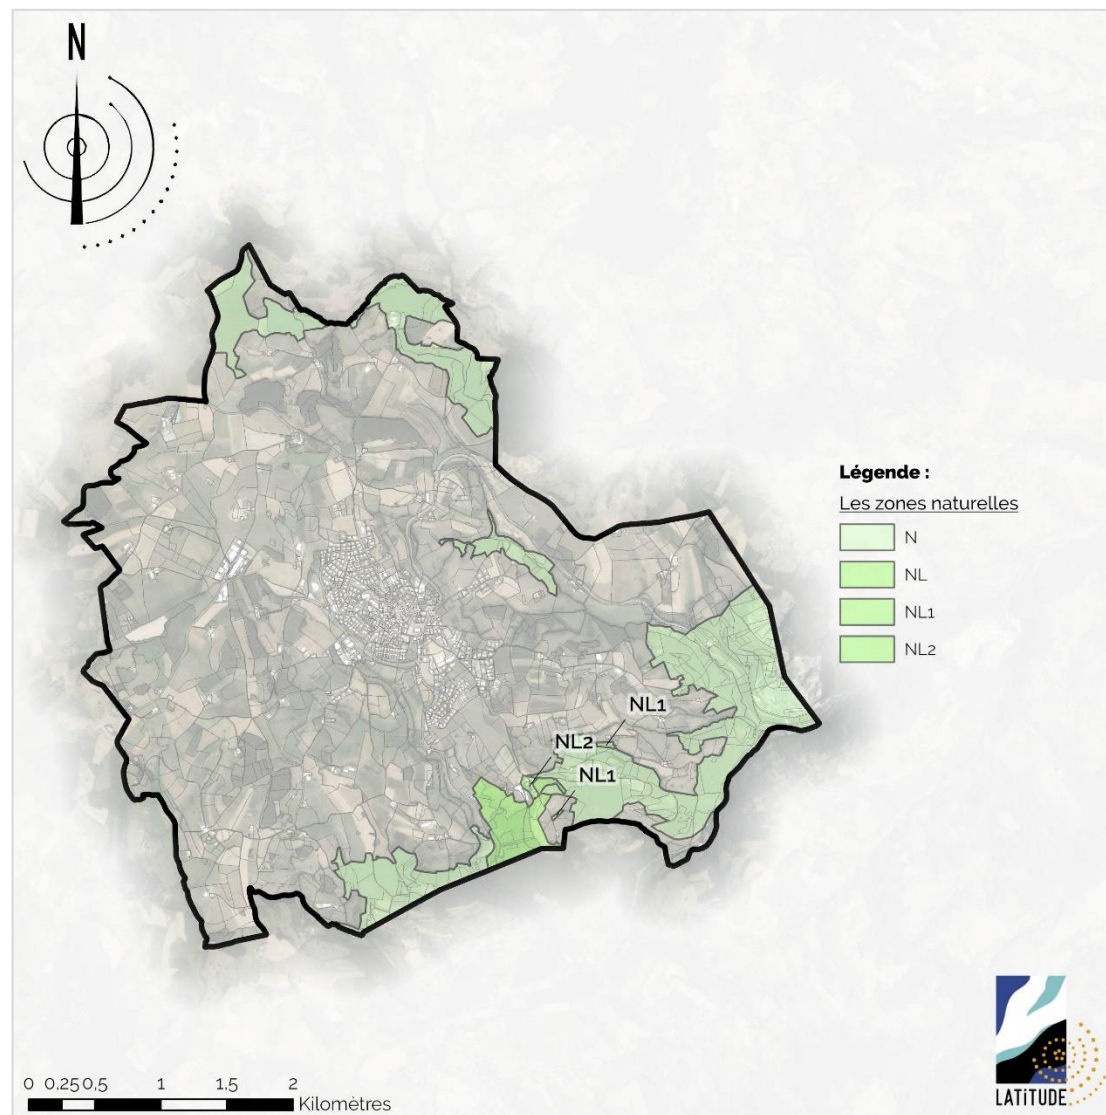 N
Légende :
Les zones naturelles
N
NL
NL1
NL2
NL1
NL2
NL1
0 0,25 0,5 1 1,5 2
Kilomètres
LATiTUDE